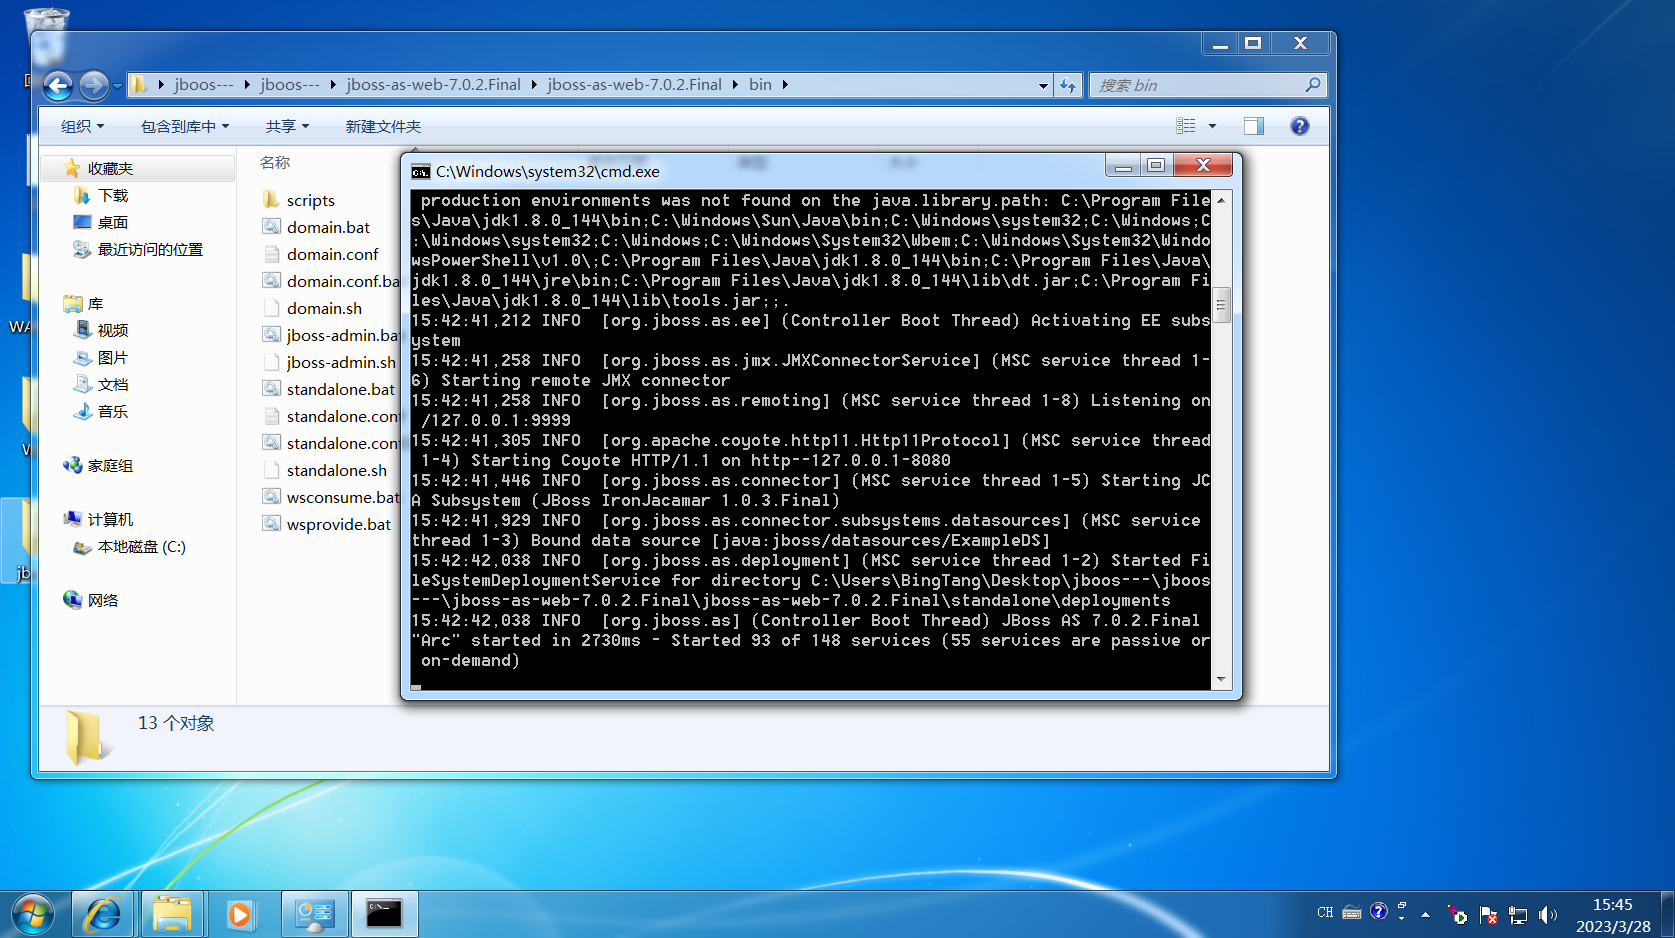 jboos---
jboos---
jboss-as-web-7.0.2.Final
jboss-as-web-7.0.2.Final
bin
搜索 bin
组织
包含到库中
共享
新建文件夹
收藏夹
下载
桌面
最近访问的位置
库
视频
图片
文档
音乐
家庭组
计算机
本地磁盘 (C:)
网络
名称
scripts
domain.bat
domain.conf
domain.conf.ba
domain.sh
jboss-admin.ba
jboss-admin.sh
standalone.bat
standalone.con
standalone.con
standalone.sh
wsconsume.bat
wsprovide.bat
13 个对象
C:\Windows\system32\cmd.exe
production environments was not found on the java.library.path: C:\Program File
s\Java\jdk1.8.0_144\bin;C:\Windows\Sun\Java\bin;C:\Windows\system32;C:\Windows;C
:\Windows\system32;C:\Windows;C:\Windows\System32\Wbem;C:\Windows\System32\Windo
wsPowerShell\v1.0\;C:\Program Files\Java\jdk1.8.0_144\bin;C:\Program Files\Java\
jdk1.8.0_144\jre\bin;C:\Program Files\Java\jdk1.8.0_144\lib\dt.jar;C:\Program Fi
les\Java\jdk1.8.0_144\lib\tools.jar;;.
15:42:41,212 INFO  [org.jboss.as.ee] (Controller Boot Thread) Activating EE subs
ystem
15:42:41,258 INFO  [org.jboss.as.jmx.JMXConnectorService] (MSC service thread 1-
6) Starting remote JMX connector
15:42:41,258 INFO  [org.jboss.as.remoting] (MSC service thread 1-8) Listening on
/127.0.0.1:9999
15:42:41,305 INFO  [org.apache.coyote.http11.Http11Protocol] (MSC service thread
1-4) Starting Coyote HTTP/1.1 on http--127.0.0.1-8080
15:42:41,446 INFO  [org.jboss.as.connector] (MSC service thread 1-5) Starting JC
A Subsystem (JBoss IronJacamar 1.0.3.Final)
15:42:41,929 INFO  [org.jboss.as.connector.subsystems.datasources] (MSC service
thread 1-3) Bound data source [java:jboss/datasources/ExampleDS]
15:42:42,038 INFO  [org.jboss.as.deployment] (MSC service thread 1-2) Started Fi
leSystemDeploymentService for directory C:\Users\BingTang\Desktop\jboos---\jboos
---\jboss-as-web-7.0.2.Final\jboss-as-web-7.0.2.Final\standalone\deployments
15:42:42,038 INFO  [org.jboss.as] (Controller Boot Thread) JBoss AS 7.0.2.Final
"Arc" started in 2730ms - Started 93 of 148 services (55 services are passive or
on-demand)
WA
W
jb
CH
15:45
2023/3/28